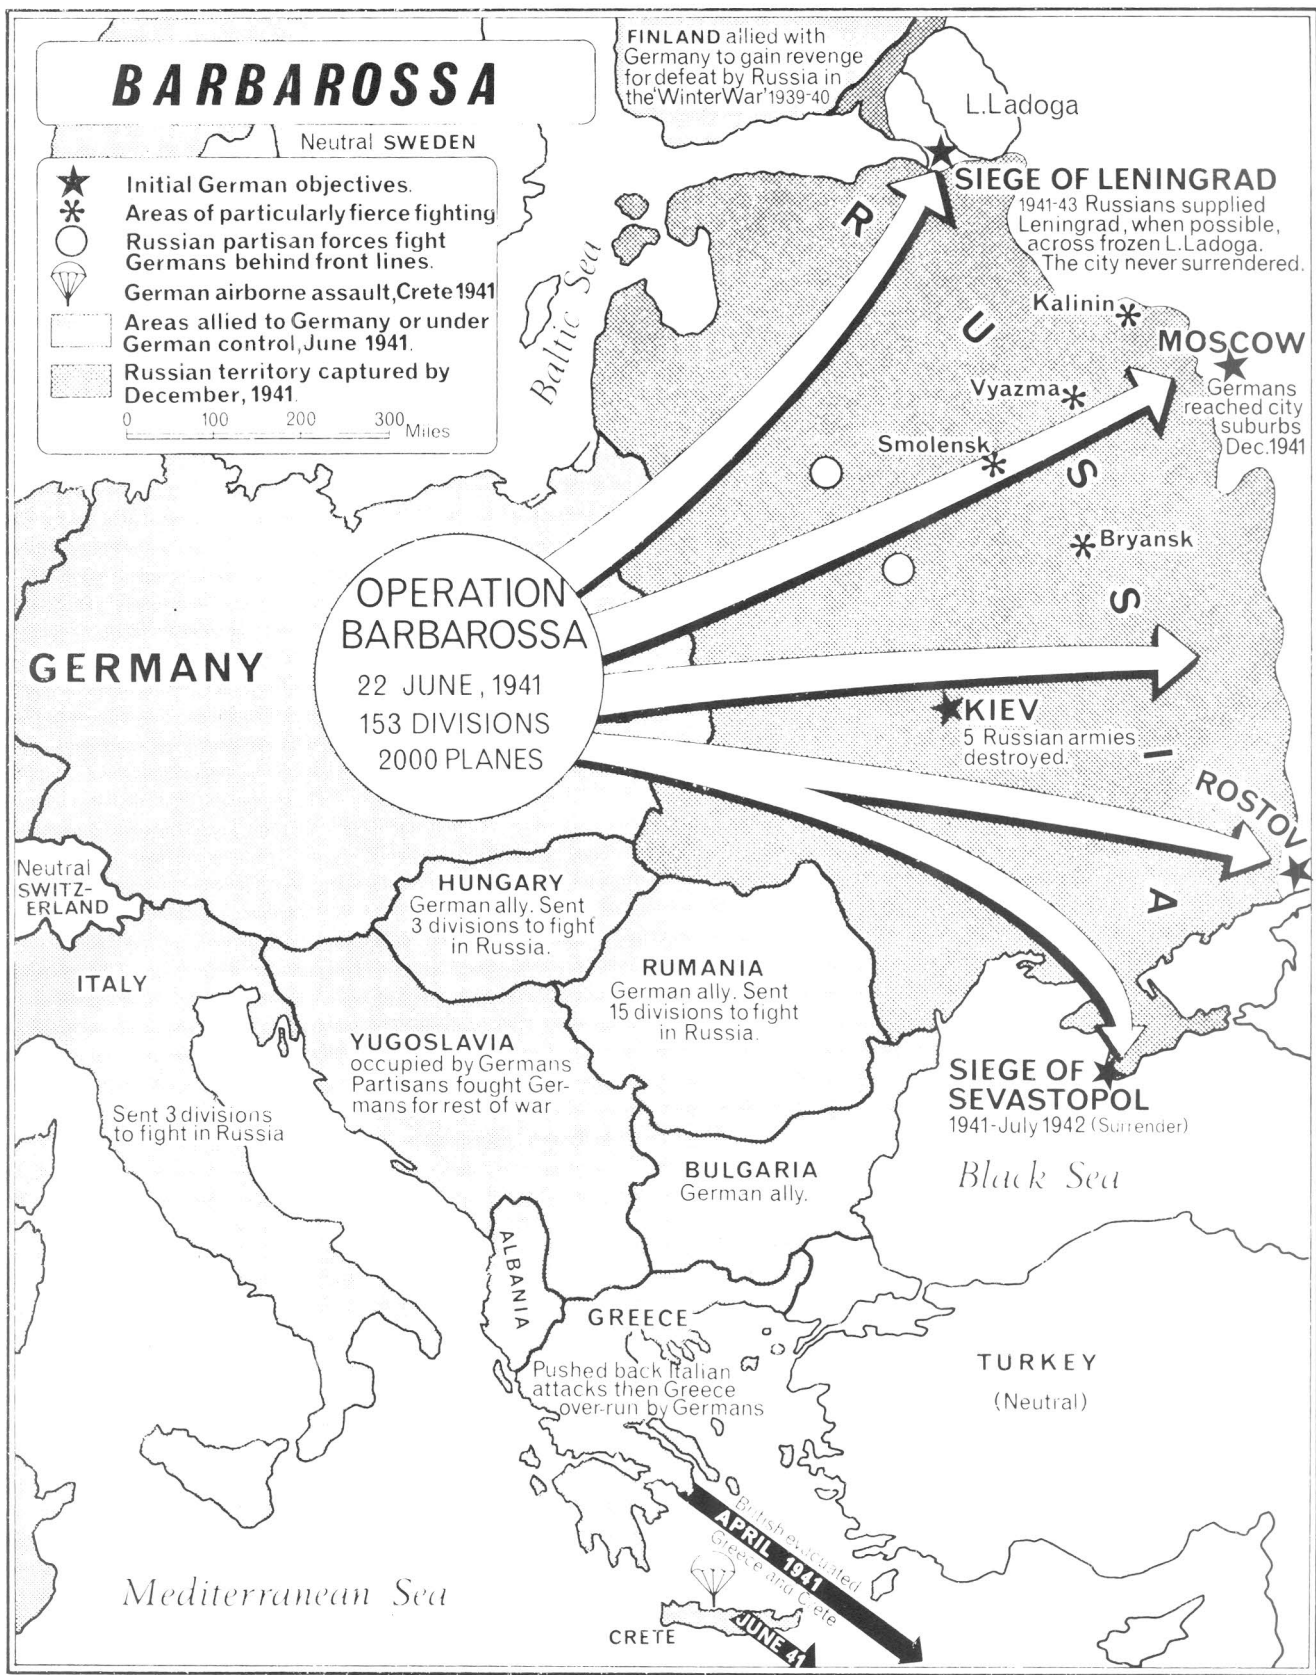 BARBAROSSA
FINLAND allied with
Germany to gain revenge
for defeat by Russia in
the 'Winter War' 1939-40
L. Ladoga
Neutral SWEDEN
Initial German objectives.
Areas of particularly fierce fighting
Russian partisan forces fight
Germans behind front lines.
German airborne assault, Crete 1941
Areas allied to Germany or under
German control, June 1941.
Russian territory captured by
December, 1941.
0 100 200 300 Miles
Baltic Sea
SIEGE OF LENINGRAD
1941-43 Russians supplied
Leningrad, when possible,
across frozen L. Ladoga.
The city never surrendered.
RUSSIA
Kalinin
MOSCOW
Germans
reached city
suburbs
Dec. 1941
Vyazma
Smolensk
Bryansk
OPERATION
BARBAROSSA
22 JUNE, 1941
153 DIVISIONS
2000 PLANES
GERMANY
KIEV
5 Russian armies
destroyed.
ROSTOV
Neutral
SWITZ-
ERLAND
HUNGARY
German ally. Sent
3 divisions to fight
in Russia.
ITALY
Sent 3 divisions
to fight in Russia
RUMANIA
German ally. Sent
15 divisions to fight
in Russia.
YUGOSLAVIA
occupied by Germans
Partisans fought Ger-
mans for rest of war.
SIEGE OF
SEVASTOPOL
1941-July 1942 (Surrender)
Black Sea
BULGARIA
German ally.
ALBANIA
GREECE
Pushed back Italian
attacks then Greece
over-run by Germans
TURKEY
(Neutral)
British evacuated
APRIL 1941
Greece and Crete
Mediterranean Sea
CRETE
JUNE 41